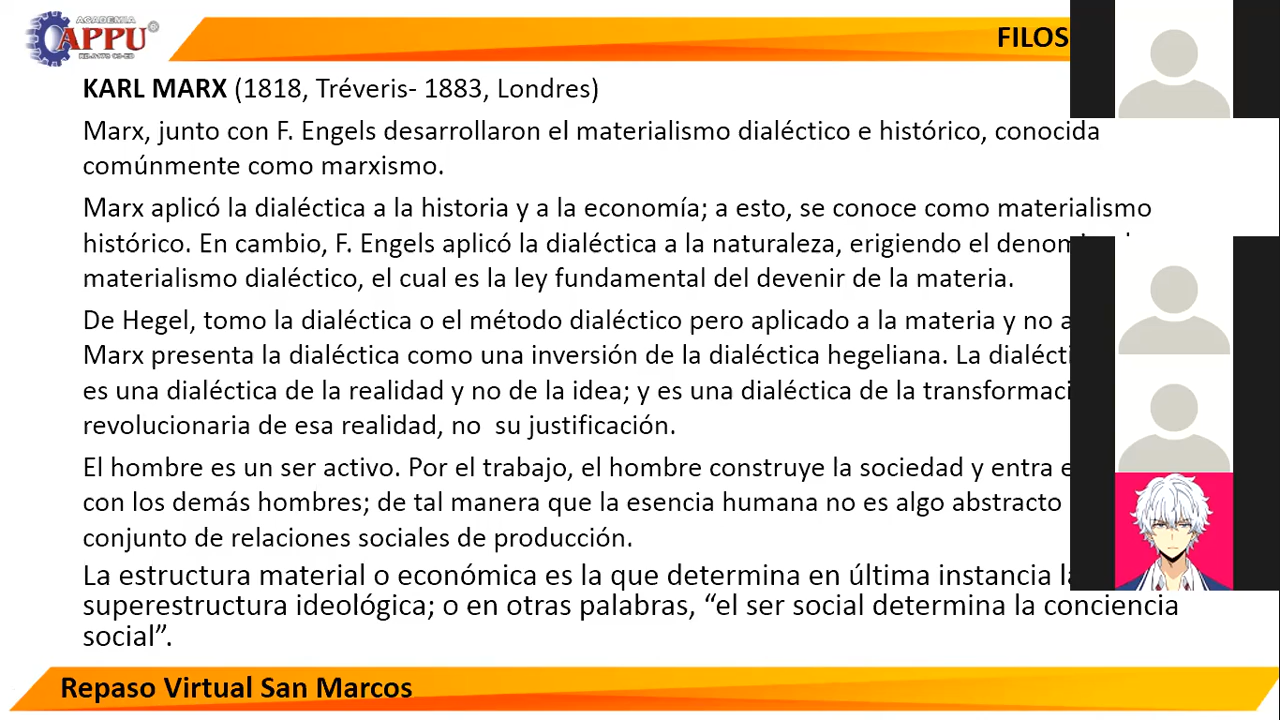 ACADEMIA
APPU
FILOS
KARL MARX (1818, Tréveris- 1883, Londres)
Marx, junto con F. Engels desarrollaron el materialismo dialéctico e histórico, conocida
comúnmente como marxismo.
Marx aplicó la dialéctica a la historia y a la economía; a esto, se conoce como materialismo
histórico. En cambio, F. Engels aplicó la dialéctica a la naturaleza, erigiendo el
materialismo dialéctico, el cual es la ley fundamental del devenir de la materia.
De Hegel, tomo la dialéctica o el método dialéctico pero aplicado a la materia y no a
Marx presenta la dialéctica como una inversión de la dialéctica hegeliana. La
es una dialéctica de la realidad y no de la idea; y es una dialéctica de la
revolucionaria de esa realidad, no su justificación.
El hombre es un ser activo. Por el trabajo, el hombre construye la sociedad y entra
con los demás hombres; de tal manera que la esencia humana no es algo abstracto
conjunto de relaciones sociales de producción.
La estructura material o económica es la que determina en última instancia
superestructura ideológica; o en otras palabras, “el ser social determina la conciencia
social”.
Repaso Virtual San Marcos